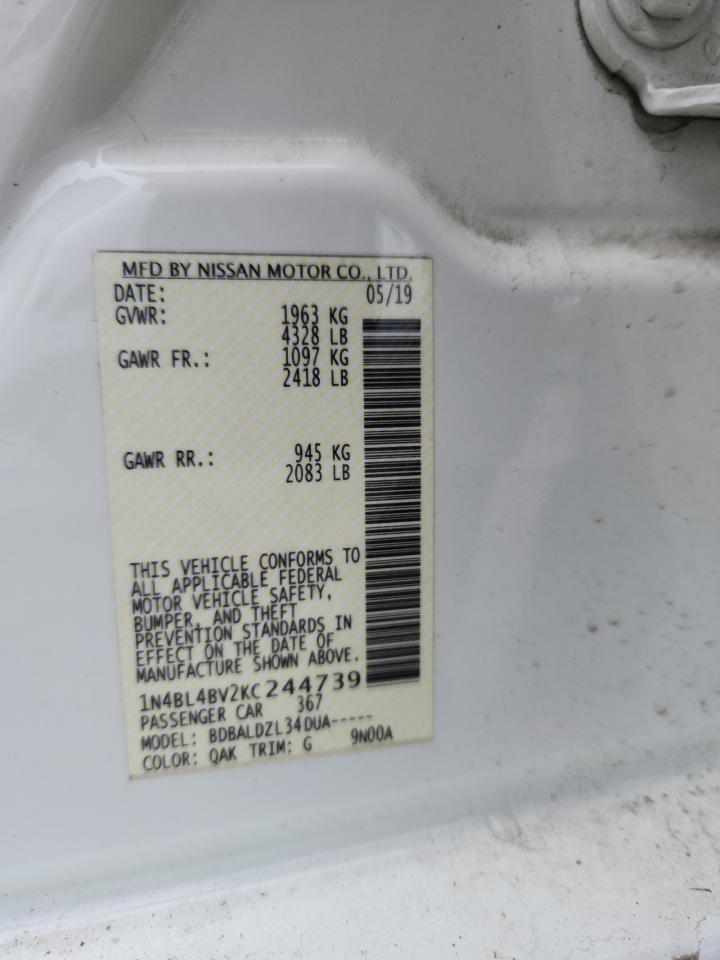 MFD BY NISSAN MOTOR CO., LTD.
DATE: 05/19
GVWR: 1963 KG
4328 LB
GAWR FR.: 1097 KG
2418 LB
GAWR RR.: 945 KG
2083 LB
THIS VEHICLE CONFORMS TO
ALL APPLICABLE FEDERAL
MOTOR VEHICLE SAFETY,
BUMPER, AND THEFT
PREVENTION STANDARDS IN
EFFECT ON THE DATE OF
MANUFACTURE SHOWN ABOVE.
1N4BL4BV2KC244739
PASSENGER CAR 367
MODEL: BDBALDZL34DUA-----
COLOR: QAK TRIM: G 9N00A